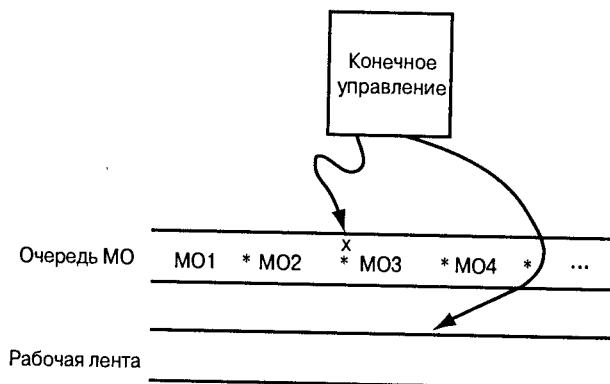 Конечное
управление
x
Очередь МО МО1 * МО2 * МО3 * МО4 * ...
Рабочая лента